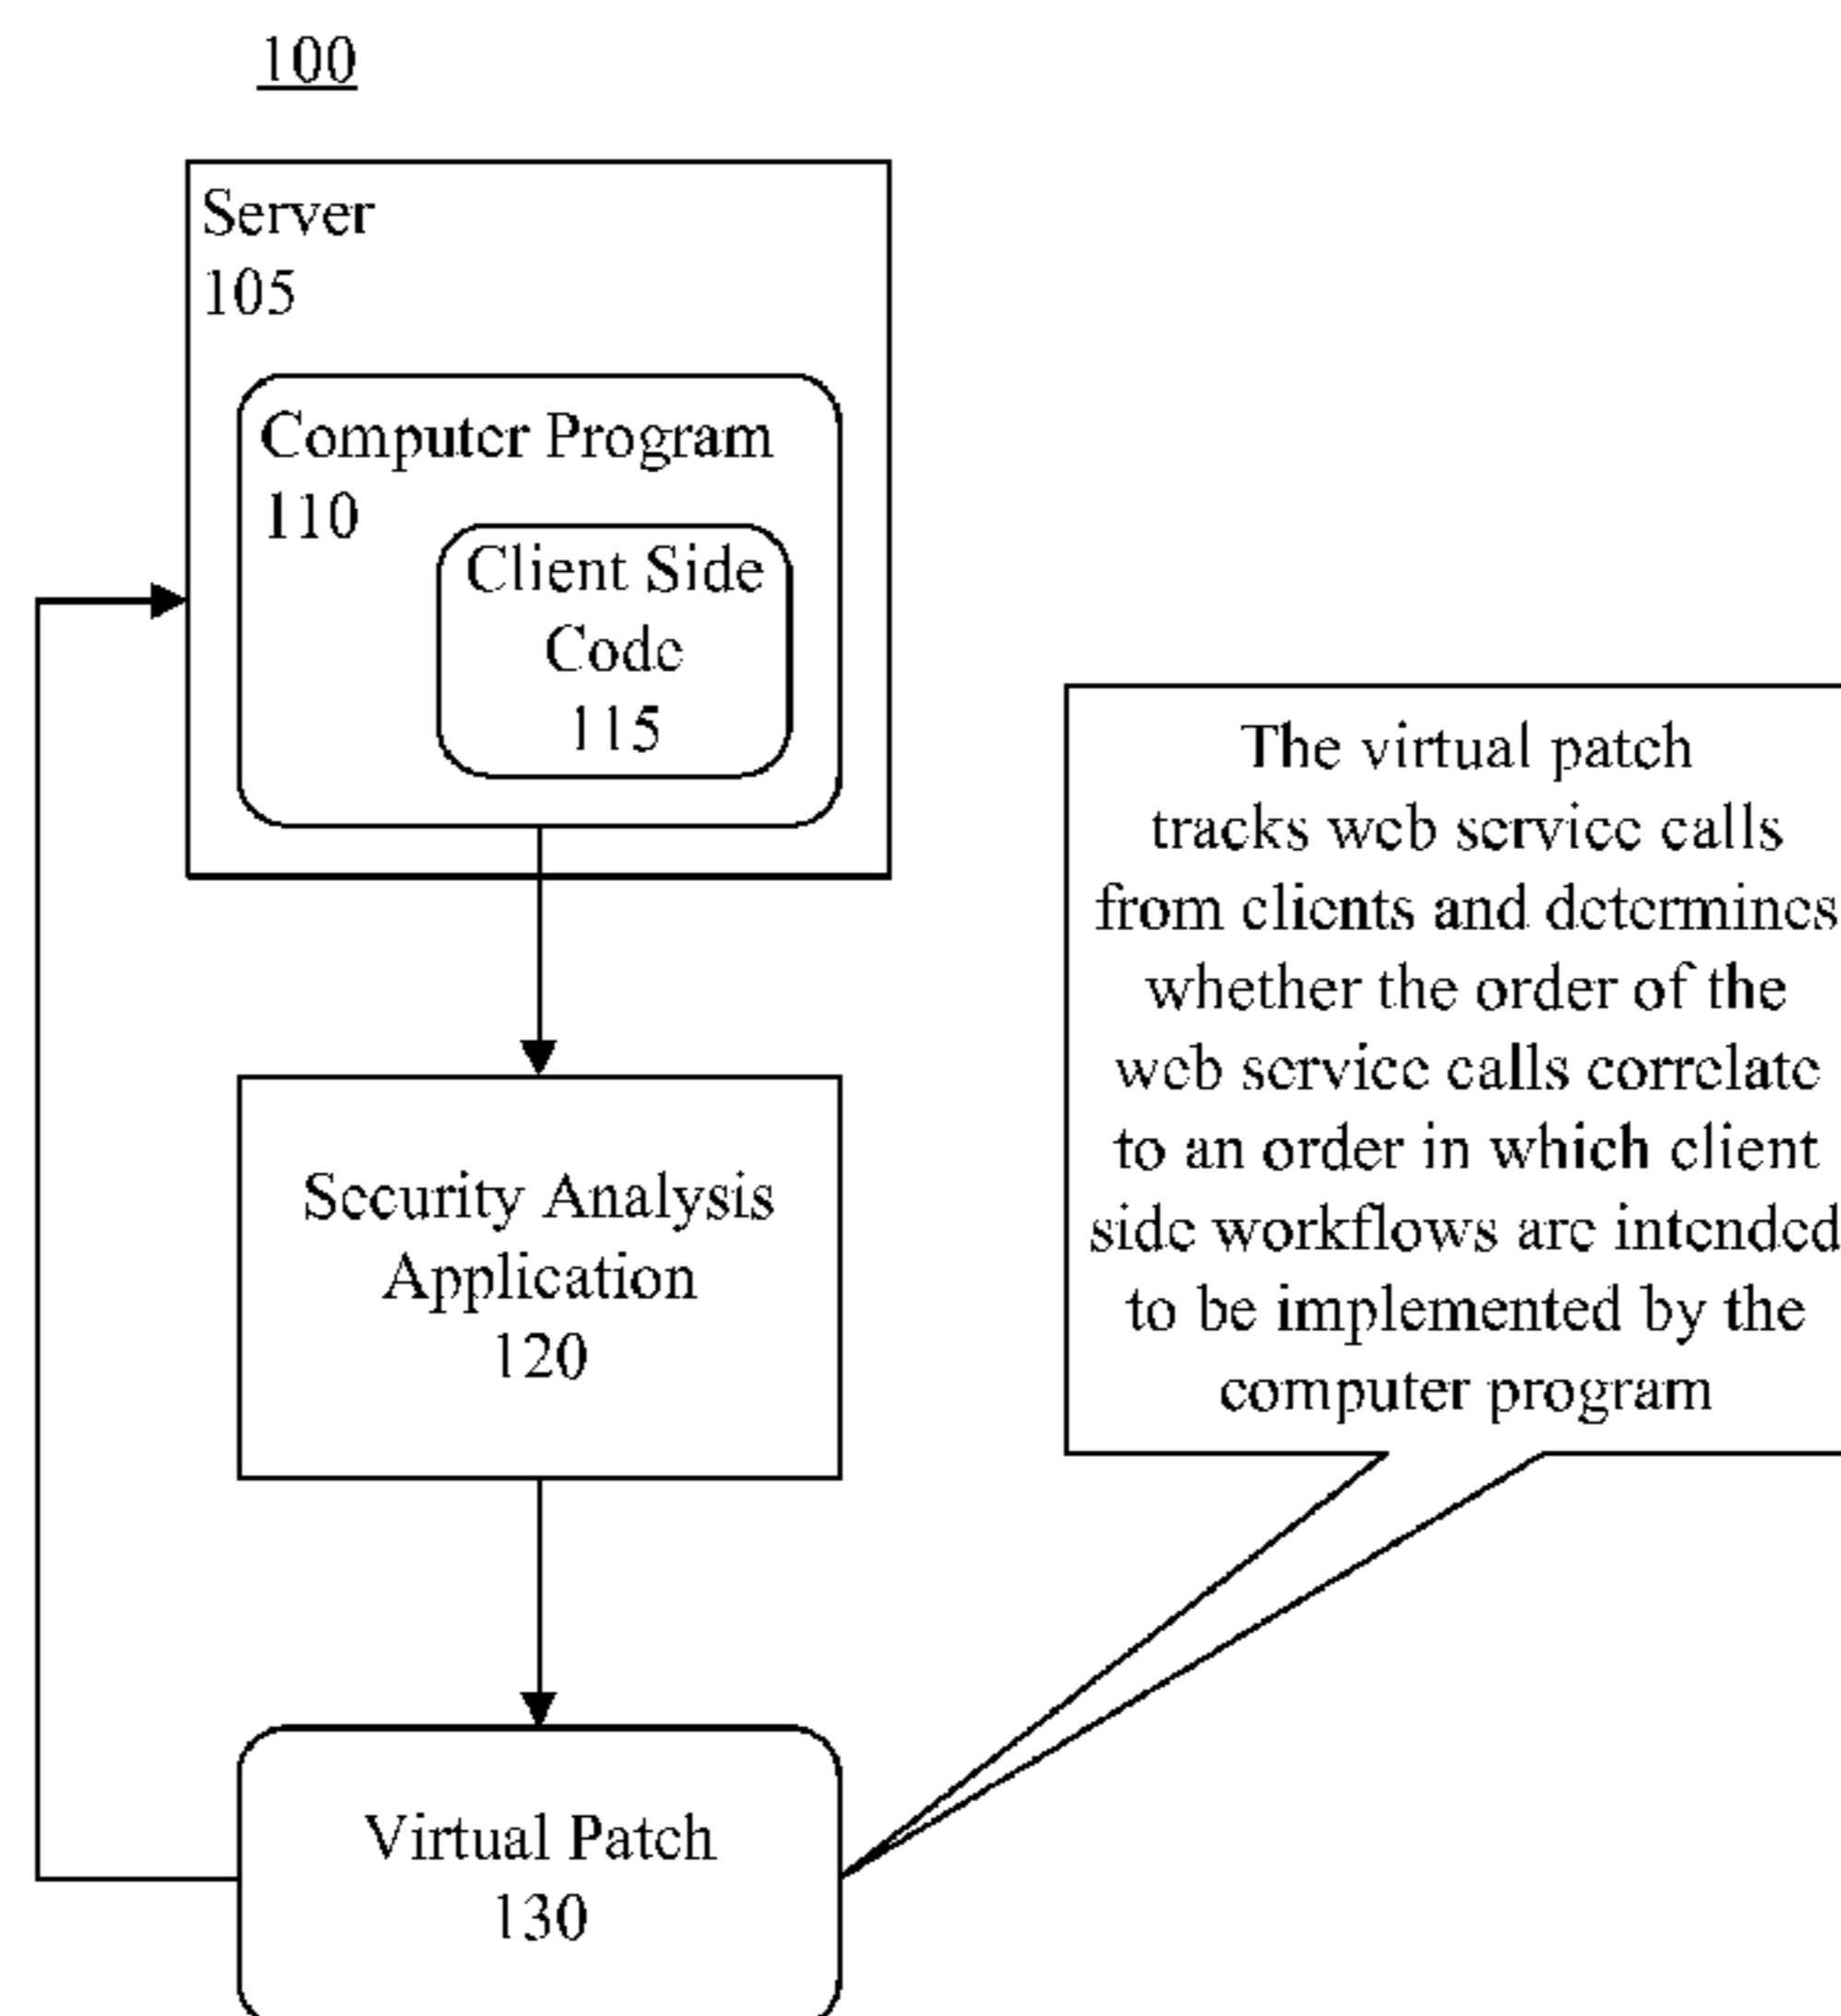 100
Server
105
Computer Program
110
Client Side
Code
115
The virtual patch
tracks web service calls
from clients and determines
whether the order of the
web service calls correlate
to an order in which client
side workflows are intended
to be implemented by the
computer program
Security Analysis
Application
120
Virtual Patch
130